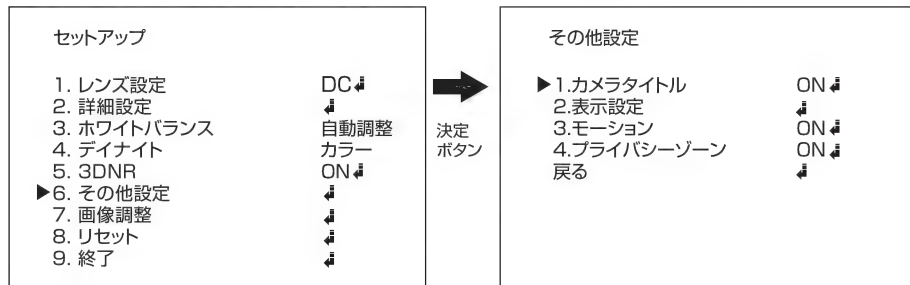 セットアップ
1. レンズ設定 DC↲
2. 詳細設定 ↲
3. ホワイトバランス 自動調整
4. デイナイト カラー
5. 3DNR ON↲
▶6. その他設定 ↲
7. 画像調整 ↲
8. リセット ↲
9. 終了 ↲
決定
ボタン
その他設定
▶1.カメラタイトル ON↲
2.表示設定 ↲
3.モーション ON↲
4.プライバシーゾーン ON↲
戻る ↲